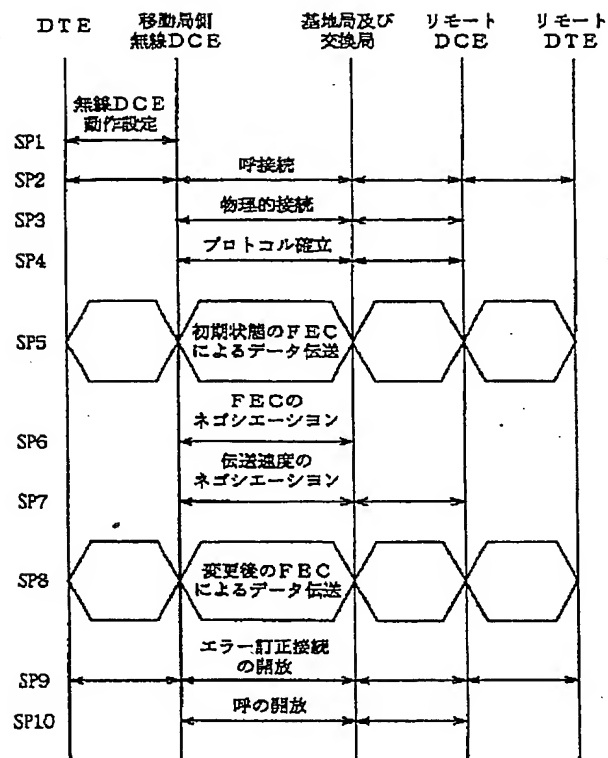 DTE
移動局側
無線DCE
基地局及び
交換局
リモート
DCE
リモート
DTE
無線DCE
動作設定
SP1
SP2
呼接続
SP3
物理的接続
SP4
プロトコル確立
SP5
初期状態のFEC
によるデータ伝送
FECの
ネゴシエーション
SP6
伝送速度の
ネゴシエーション
SP7
SP8
変更後のFEC
によるデータ伝送
エラー訂正接続
の開放
SP9
呼の開放
SP10